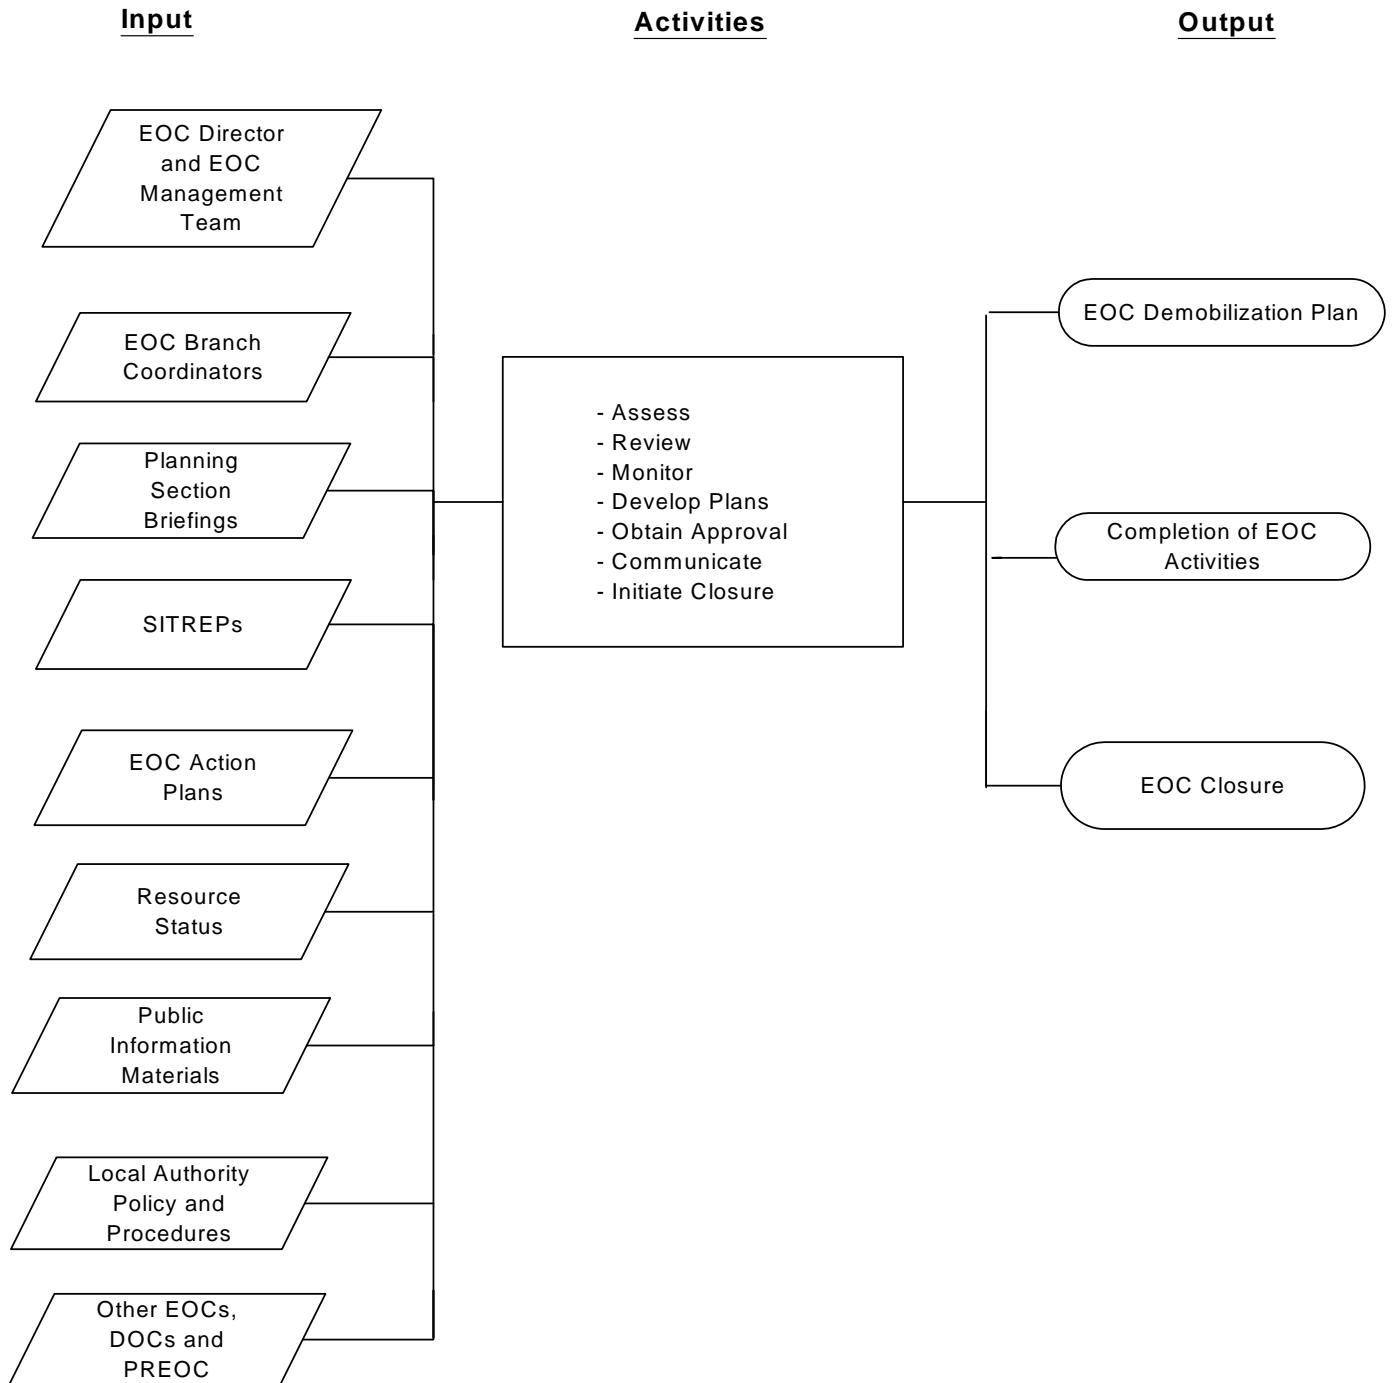 Input
Activities
Output
EOC Director
and EOC
Management
Team
EOC Branch
Coordinators
Planning
Section
Briefings
SITREPs
EOC Action
Plans
Resource
Status
Public
Information
Materials
Local Authority
Policy and
Procedures
Other EOCs,
DOCs and
PREOC
- Assess
- Review
- Monitor
- Develop Plans
- Obtain Approval
- Communicate
- Initiate Closure
EOC Demobilization Plan
Completion of EOC
Activities
EOC Closure